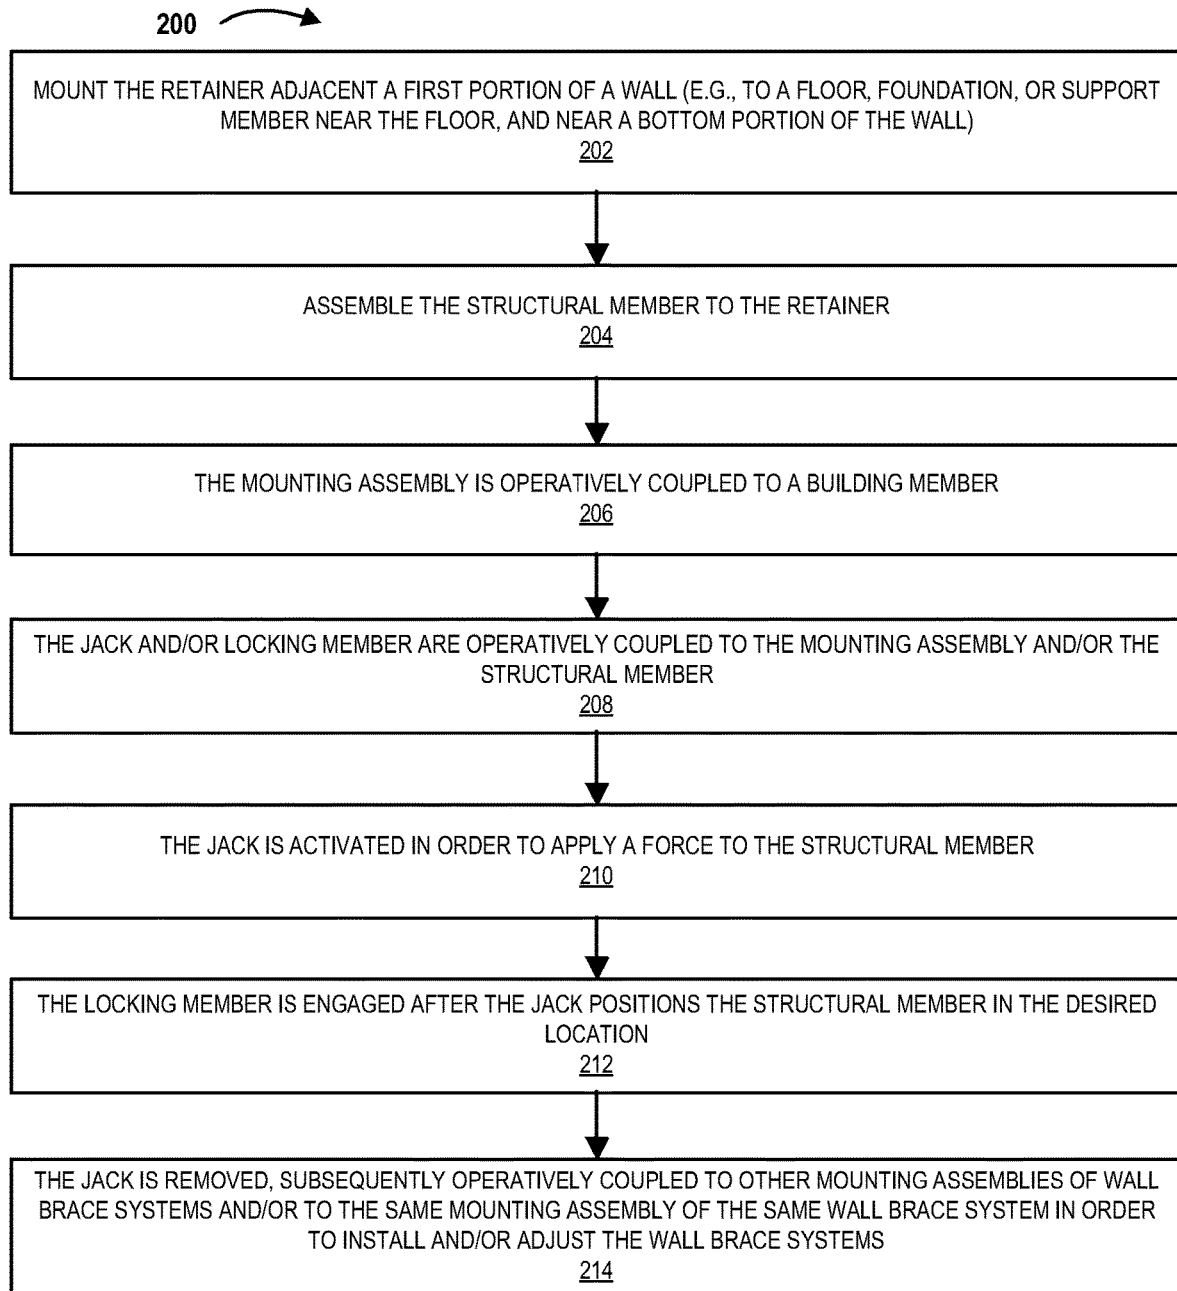 200
MOUNT THE RETAINER ADJACENT A FIRST PORTION OF A WALL (E.G., TO A FLOOR, FOUNDATION, OR SUPPORT
MEMBER NEAR THE FLOOR, AND NEAR A BOTTOM PORTION OF THE WALL)
202
ASSEMBLE THE STRUCTURAL MEMBER TO THE RETAINER
204
THE MOUNTING ASSEMBLY IS OPERATIVELY COUPLED TO A BUILDING MEMBER
206
THE JACK AND/OR LOCKING MEMBER ARE OPERATIVELY COUPLED TO THE MOUNTING ASSEMBLY AND/OR THE
STRUCTURAL MEMBER
208
THE JACK IS ACTIVATED IN ORDER TO APPLY A FORCE TO THE STRUCTURAL MEMBER
210
THE LOCKING MEMBER IS ENGAGED AFTER THE JACK POSITIONS THE STRUCTURAL MEMBER IN THE DESIRED
LOCATION
212
THE JACK IS REMOVED, SUBSEQUENTLY OPERATIVELY COUPLED TO OTHER MOUNTING ASSEMBLIES OF WALL
BRACE SYSTEMS AND/OR TO THE SAME MOUNTING ASSEMBLY OF THE SAME WALL BRACE SYSTEM IN ORDER
TO INSTALL AND/OR ADJUST THE WALL BRACE SYSTEMS
214